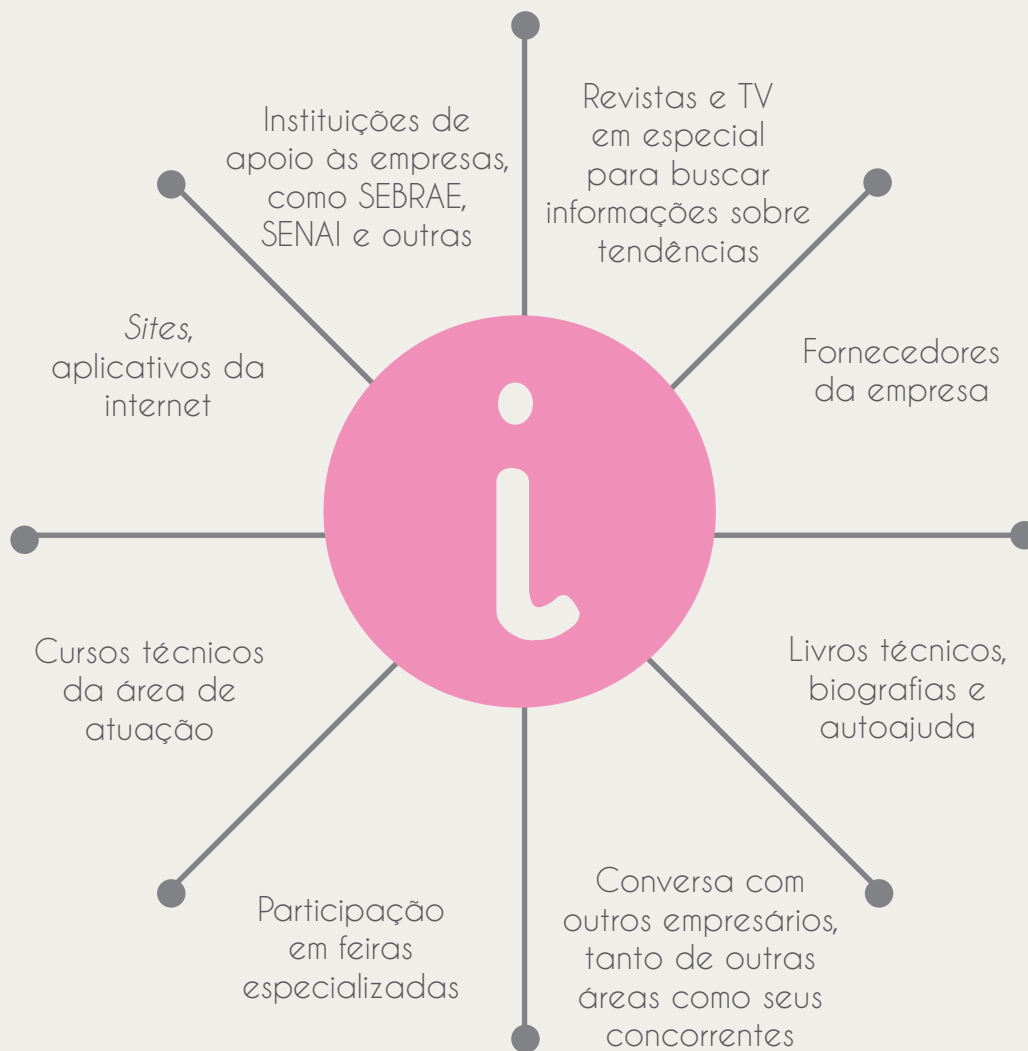 Instituições de
apoio às empresas,
como SEBRAE,
SENAI e outras
Revistas e TV
em especial
para buscar
informações sobre
tendências
Sites,
aplicativos da
internet
Fornecedores
da empresa
i
Cursos técnicos
da área de
atuação
Livros técnicos,
biografias e
autoajuda
Participação
em feiras
especializadas
Conversa com
outros empresários,
tanto de outras
áreas como seus
concorrentes